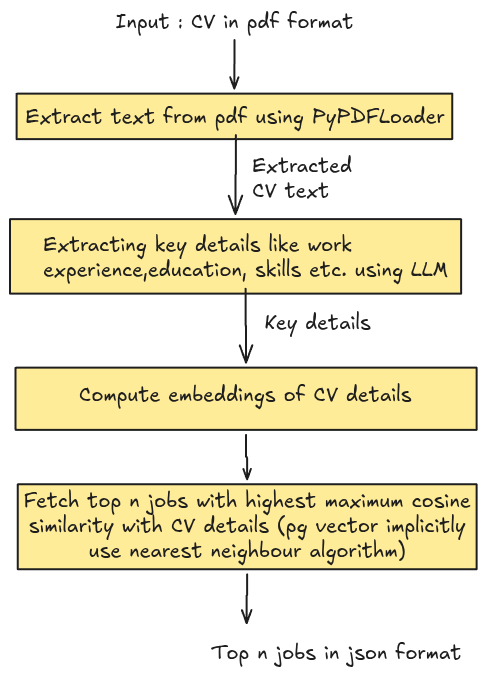 Input : CV in pdf format
Extract text from pdf using PyPDFLoader
Extracted
CV text
Extracting key details like work
experience,education, skills etc. using LLM
Key details
Compute embeddings of CV details
Fetch top n jobs with highest maximum cosine
similarity with CV details (pg vector implicitly
use nearest neighbour algorithm)
Top n jobs in json format